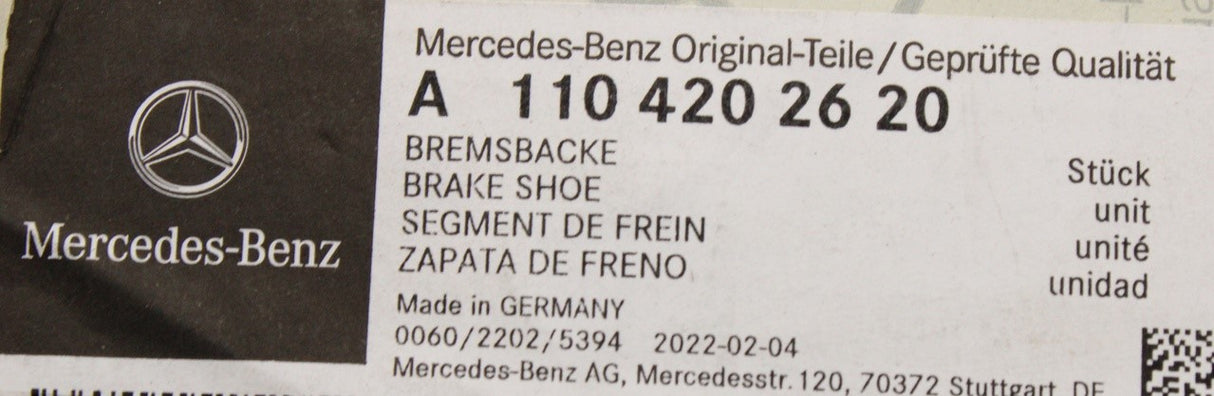 Mercedes-Benz
Mercedes-Benz Original-Teile/Geprüfte Qualität
A 110 420 26 20
BREMSBACKE
BRAKE SHOE
SEGMENT DE FREIN
ZAPATA DE FRENO
Stück
unit
unité
unidad
Made in GERMANY
0060/2202/5394 2022-02-04
Mercedes-Benz AG, Mercedesstr. 120, 70372 Stuttgart, DE